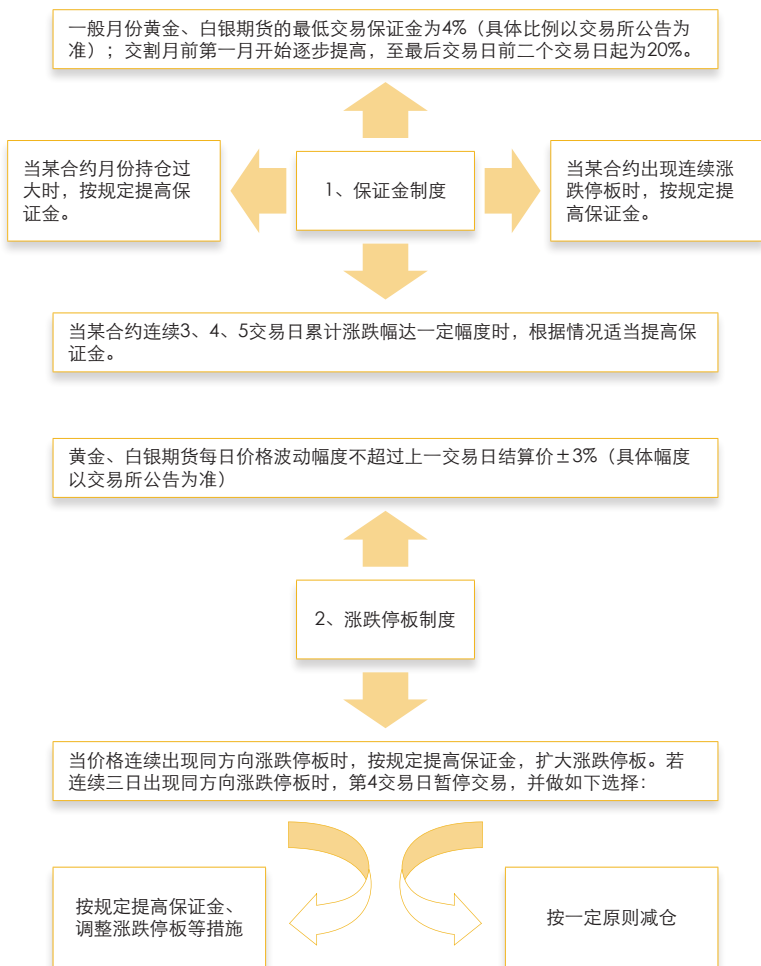 一般月份黄金、白银期货的最低交易保证金为4%（具体比例以交易所公告为
准）；交割月前第一月开始逐步提高，至最后交易日前二个交易日起为20%。
当某合约月份持仓过
大时，按规定提高保
证金。
1、保证金制度
当某合约出现连续涨
跌停板时，按规定提
高保证金。
当某合约连续3、4、5交易日累计涨跌幅达一定幅度时，根据情况适当提高保
证金。
黄金、白银期货每日价格波动幅度不超过上一交易日结算价±3%（具体幅度
以交易所公告为准）
2、涨跌停板制度
当价格连续出现同方向涨跌停板时，按规定提高保证金，扩大涨跌停板。若
连续三日出现同方向涨跌停板时，第4交易日暂停交易，并做如下选择：
按规定提高保证金、
调整涨跌停板等措施
按一定原则减仓